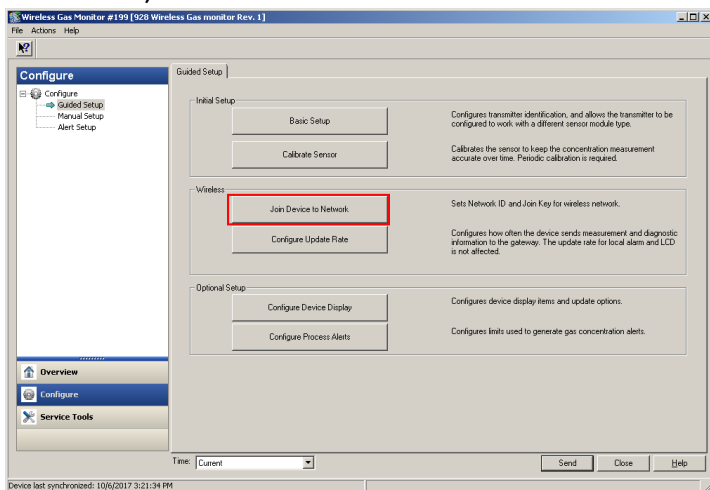 Wireless Gas Monitor #199 [928 Wireless Gas monitor Rev. 1]
File Actions Help
Configure
Configure
Guided Setup
Manual Setup
Alert Setup
Overview
Configure
Service Tools
Guided Setup
Initial Setup
Basic Setup
Configures transmitter identification, and allows the transmitter to be
configured to work with a different sensor module type.
Calibrate Sensor
Calibrates the sensor to keep the concentration measurement
accurate over time. Periodic calibration is required.
Wireless
Join Device to Network
Sets Network ID and Join Key for wireless network.
Configure Update Rate
Configures how often the device sends measurement and diagnostic
information to the gateway. The update rate for local alarm and LCD
is not affected.
Optional Setup
Configure Device Display
Configures device display items and update options.
Configure Process Alerts
Configures limits used to generate gas concentration alerts.
Time: Current
Send Close Help
Device last synchronized: 10/6/2017 3:21:34 PM